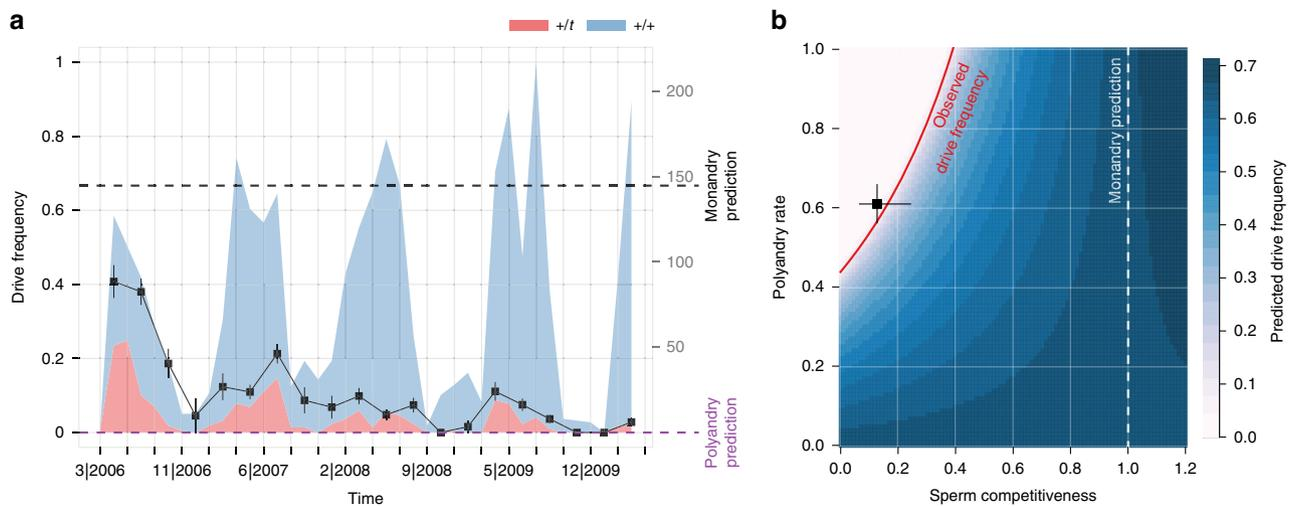 a
+/t
+/+
1
0.8
0.6
0.4
0.2
0
Drive frequency
200
150
100
50
Monandry
prediction
Polyandry
prediction
3|2006
11|2006
6|2007
2|2008
9|2008
5|2009
12|2009
Time
b
1.0
0.8
0.6
0.4
0.2
0.0
Polyandry rate
Observed
drive frequency
Monandry prediction
0.0
0.2
0.4
0.6
0.8
1.0
1.2
Sperm competitiveness
0.7
0.6
0.5
0.4
0.3
0.2
0.1
0.0
Predicted drive frequency